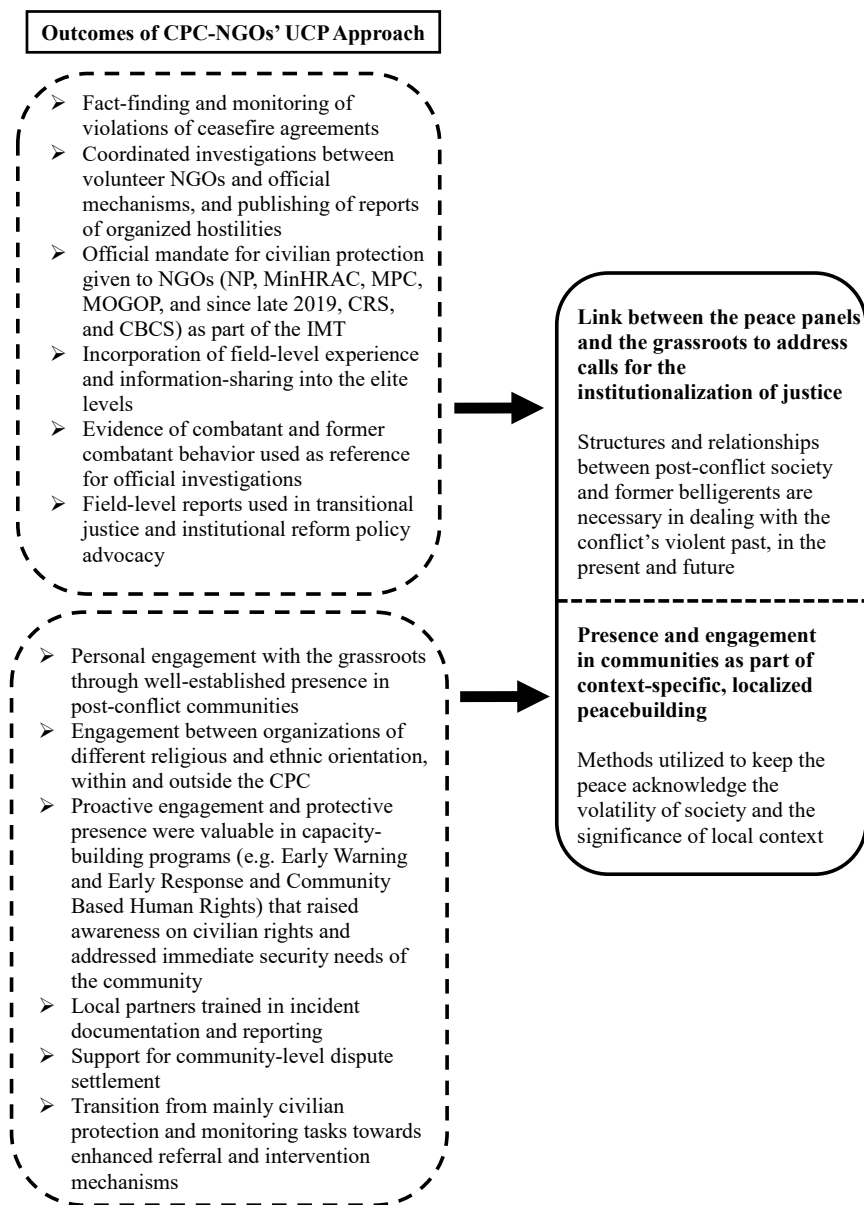 Outcomes of CPC-NGOs’ UCP Approach
➢ Fact-finding and monitoring of
violations of ceasefire agreements
➢ Coordinated investigations between
volunteer NGOs and official
mechanisms, and publishing of reports
of organized hostilities
➢ Official mandate for civilian protection
given to NGOs (NP, MinHRAC, MPC,
MOGOP, and since late 2019, CRS,
and CBCS) as part of the IMT
➢ Incorporation of field-level experience
and information-sharing into the elite
levels
➢ Evidence of combatant and former
combatant behavior used as reference
for official investigations
➢ Field-level reports used in transitional
justice and institutional reform policy
advocacy
➢ Personal engagement with the grassroots
through well-established presence in
post-conflict communities
➢ Engagement between organizations of
different religious and ethnic orientation,
within and outside the CPC
➢ Proactive engagement and protective
presence were valuable in capacity-
building programs (e.g. Early Warning
and Early Response and Community
Based Human Rights) that raised
awareness on civilian rights and
addressed immediate security needs of
the community
➢ Local partners trained in incident
documentation and reporting
➢ Support for community-level dispute
settlement
➢ Transition from mainly civilian
protection and monitoring tasks towards
enhanced referral and intervention
mechanisms
Link between the peace panels
and the grassroots to address
calls for the
institutionalization of justice
Structures and relationships
between post-conflict society
and former belligerents are
necessary in dealing with the
conflict’s violent past, in the
present and future
Presence and engagement
in communities as part of
context-specific, localized
peacebuilding
Methods utilized to keep the
peace acknowledge the
volatility of society and the
significance of local context